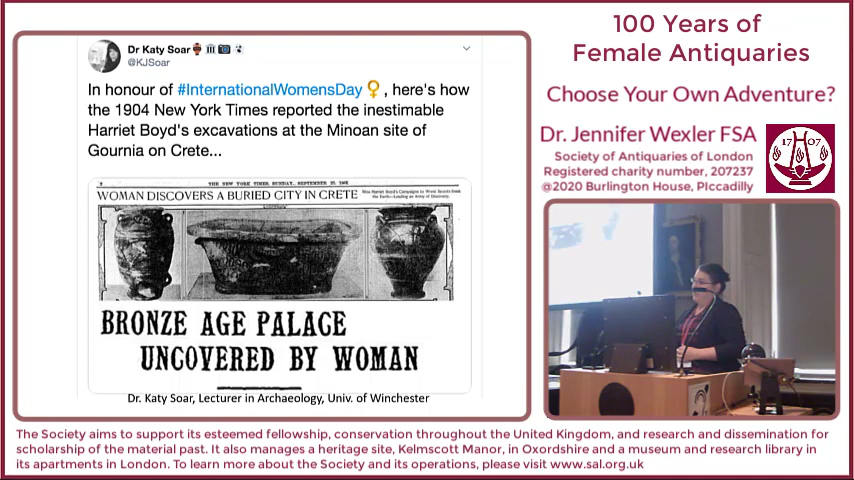 100 Years of
Female Antiquaries
Choose Your Own Adventure?
Dr. Jennifer Wexler FSA
Society of Antiquaries of London
Registered charity number, 207237
@2020 Burlington House, PIccadilly
1707
Dr Katy Soar
@KJSoar
In honour of #InternationalWomensDay , here's how
the 1904 New York Times reported the inestimable
Harriet Boyd's excavations at the Minoan site of
Gournia on Crete...
THE NEW YORK TIMES, SUNDAY, SEPTEMBER
WOMAN DISCOVERS A BURIED CITY IN CRETE
BRONZE AGE PALACE
UNCOVERED BY WOMAN
Dr. Katy Soar, Lecturer in Archaeology, Univ. of Winchester
The Society aims to support its esteemed fellowship, conservation throughout the United Kingdom, and research and dissemination for
scholarship of the material past. It also manages a heritage site, Kelmscott Manor, in Oxordshire and a museum and research library in
its apartments in London. To learn more about the Society and its operations, please visit www.sal.org.uk